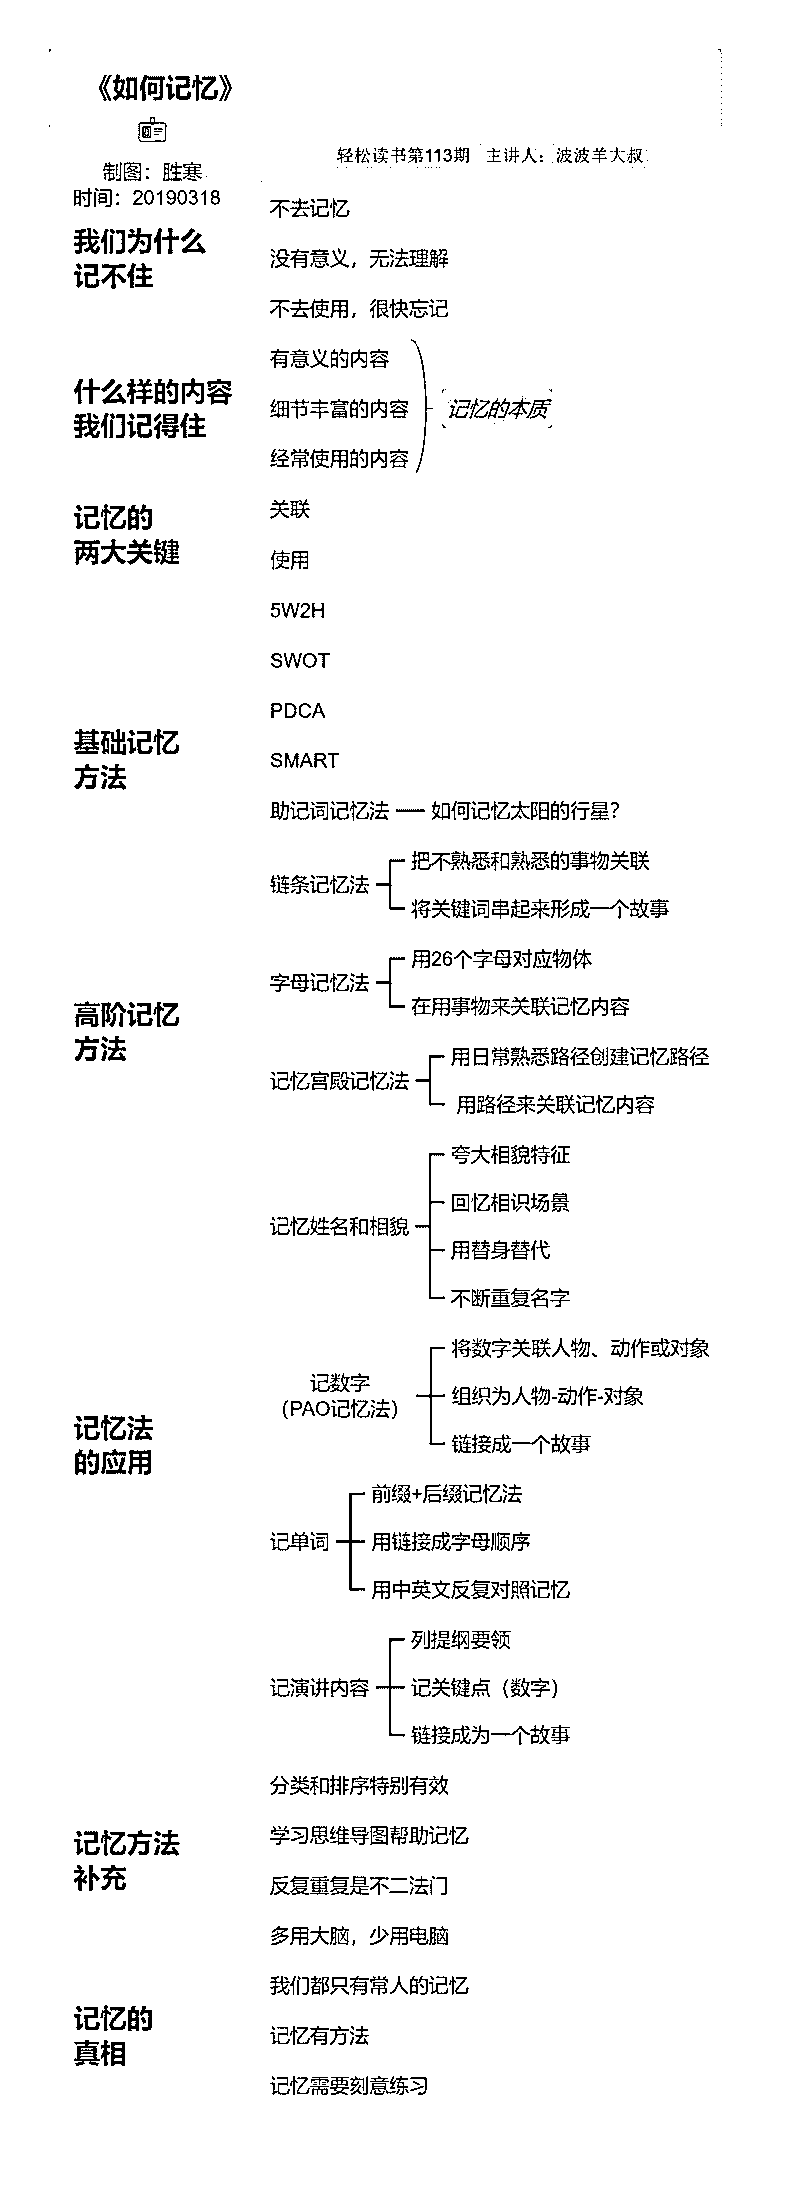 《如何记忆》
制图：胜寒
时间：20190318
轻松读书第113期 主讲人：波波羊大叔
我们为什么
记不住
不去记忆
没有意义，无法理解
不去使用，很快忘记
什么样的内容
我们记得住
有意义的内容
细节丰富的内容
经常使用的内容
记忆的本质
记忆的
两大关键
关联
使用
基础记忆
方法
5W2H
SWOT
PDCA
SMART
助记词记忆法
如何记忆太阳的行星？
高阶记忆
方法
链条记忆法
把不熟悉和熟悉的事物关联
将关键词串起来形成一个故事
字母记忆法
用26个字母对应物体
在用事物来关联记忆内容
记忆宫殿记忆法
用日常熟悉路径创建记忆路径
用路径来关联记忆内容
记忆法
的应用
记忆姓名和相貌
夸大相貌特征
回忆相识场景
用替身替代
不断重复名字
记数字
（PAO记忆法）
将数字关联人物、动作或对象
组织为人物-动作-对象
链接成一个故事
记单词
前缀+后缀记忆法
用链接成字母顺序
用中英文反复对照记忆
记演讲内容
列提纲要领
记关键点（数字）
链接成为一个故事
记忆方法
补充
分类和排序特别有效
学习思维导图帮助记忆
反复重复是不二法门
多用大脑，少用电脑
记忆的
真相
我们都只有常人的记忆
记忆有方法
记忆需要刻意练习